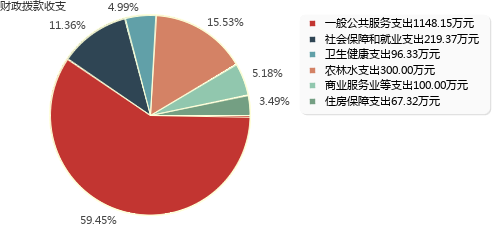 财政拨款收支
4.99%
15.53%
11.36%
5.18%
3.49%
59.45%
一般公共服务支出1148.15万元
社会保障和就业支出219.37万元
卫生健康支出96.33万元
农林水支出300.00万元
商业服务业等支出100.00万元
住房保障支出67.32万元